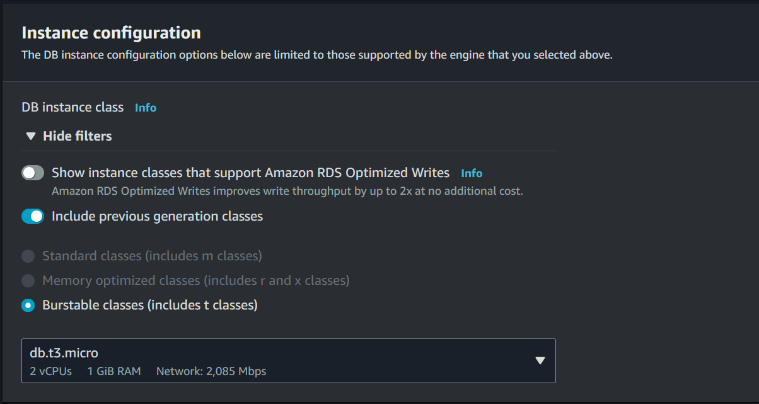 Instance configuration
The DB instance configuration options below are limited to those supported by the engine that you selected above.
DB instance class Info
Hide filters
Show instance classes that support Amazon RDS Optimized Writes Info
Amazon RDS Optimized Writes improves write throughput by up to 2x at no additional cost.
Include previous generation classes
Standard classes (includes m classes)
Memory optimized classes (includes r and x classes)
Burstable classes (includes t classes)
db.t3.micro
2 vCPUs 1 GiB RAM Network: 2,085 Mbps